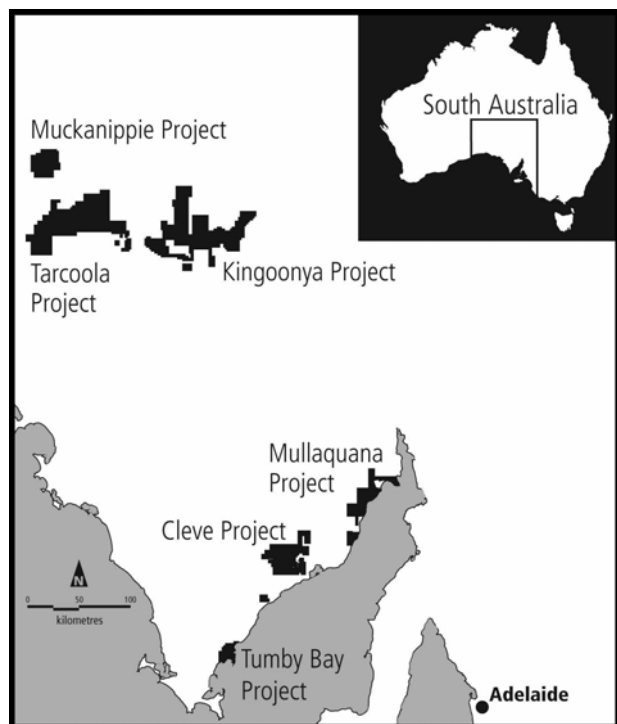 South Australia
Muckanippie Project
Tarcoola
Project
Kingoonya Project
Mullaquana
Project
Cleve Project
N
0 50 100
kilometres
Tumby Bay
Project
Adelaide